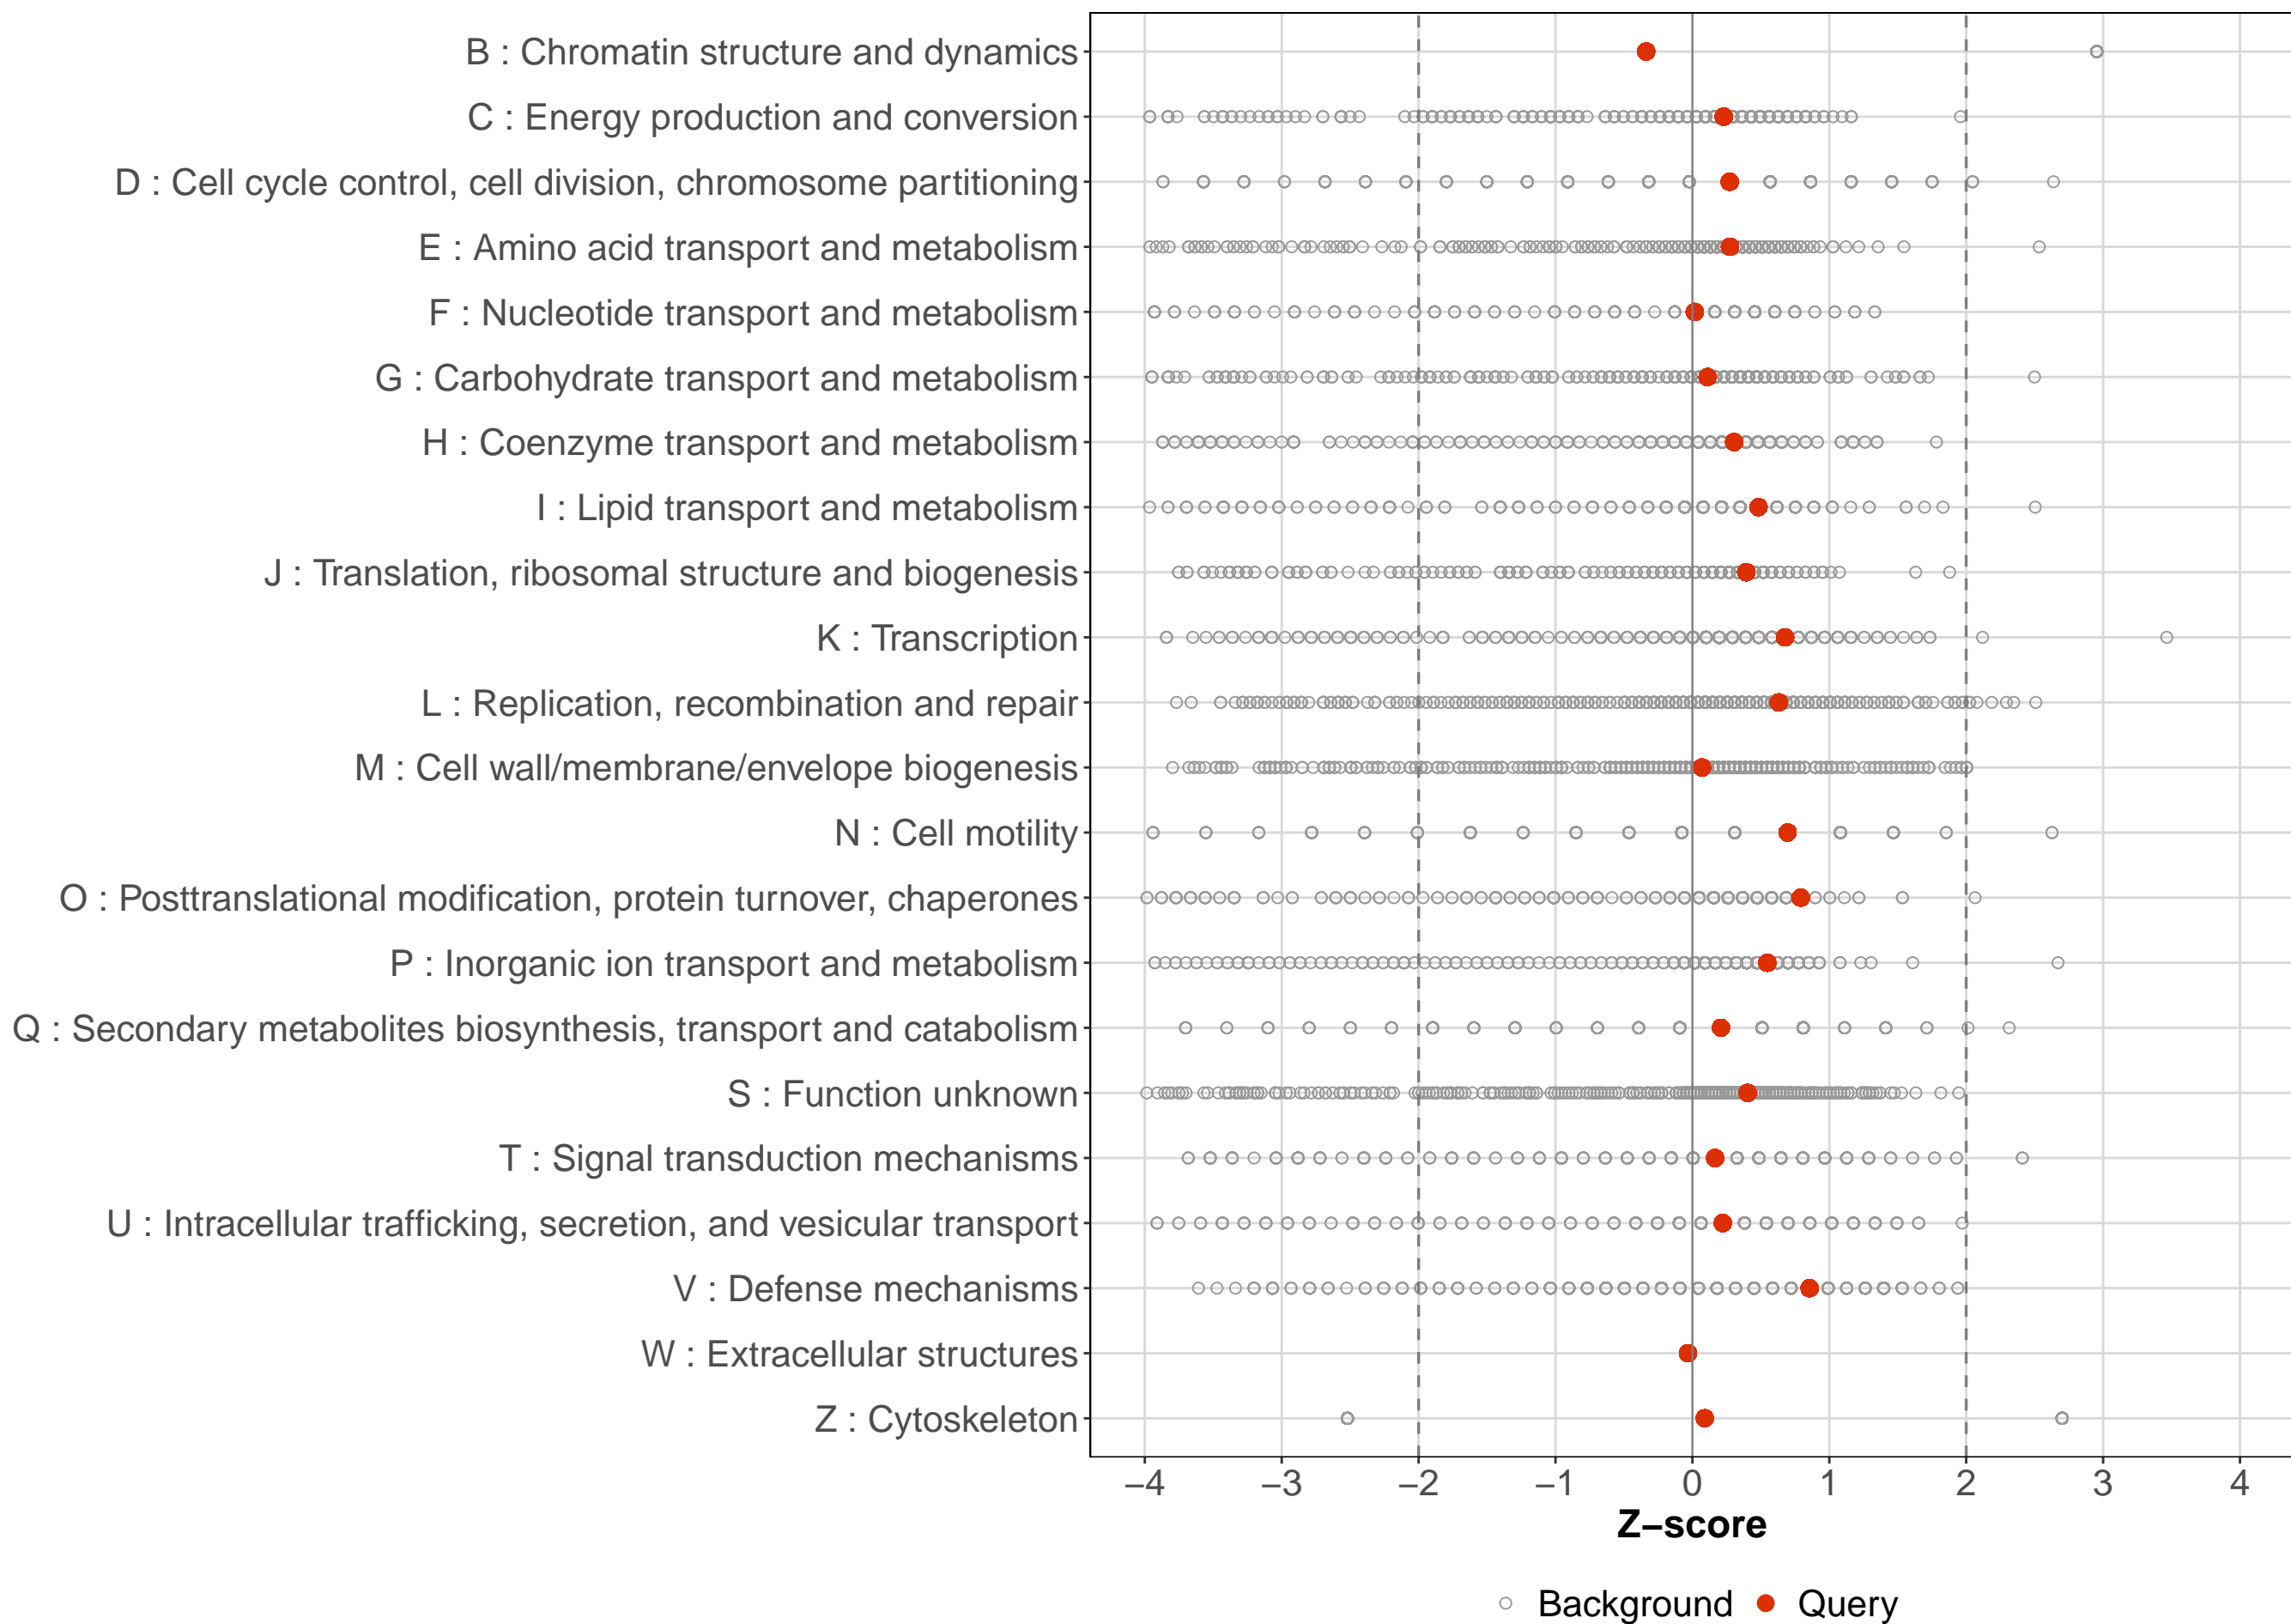 B : Chromatin structure and dynamics
C : Energy production and conversion
D : Cell cycle control, cell division, chromosome partitioning
E : Amino acid transport and metabolism
F : Nucleotide transport and metabolism
G : Carbohydrate transport and metabolism
H : Coenzyme transport and metabolism
I : Lipid transport and metabolism
J : Translation, ribosomal structure and biogenesis
K : Transcription
L : Replication, recombination and repair
M : Cell wall/membrane/envelope biogenesis
N : Cell motility
O : Posttranslational modification, protein turnover, chaperones
P : Inorganic ion transport and metabolism
Q : Secondary metabolites biosynthesis, transport and catabolism
S : Function unknown
T : Signal transduction mechanisms
U : Intracellular trafficking, secretion, and vesicular transport
V : Defense mechanisms
W : Extracellular structures
Z : Cytoskeleton
−4 −3 −2 −1 0 1 2 3 4
Z−score
Background Query